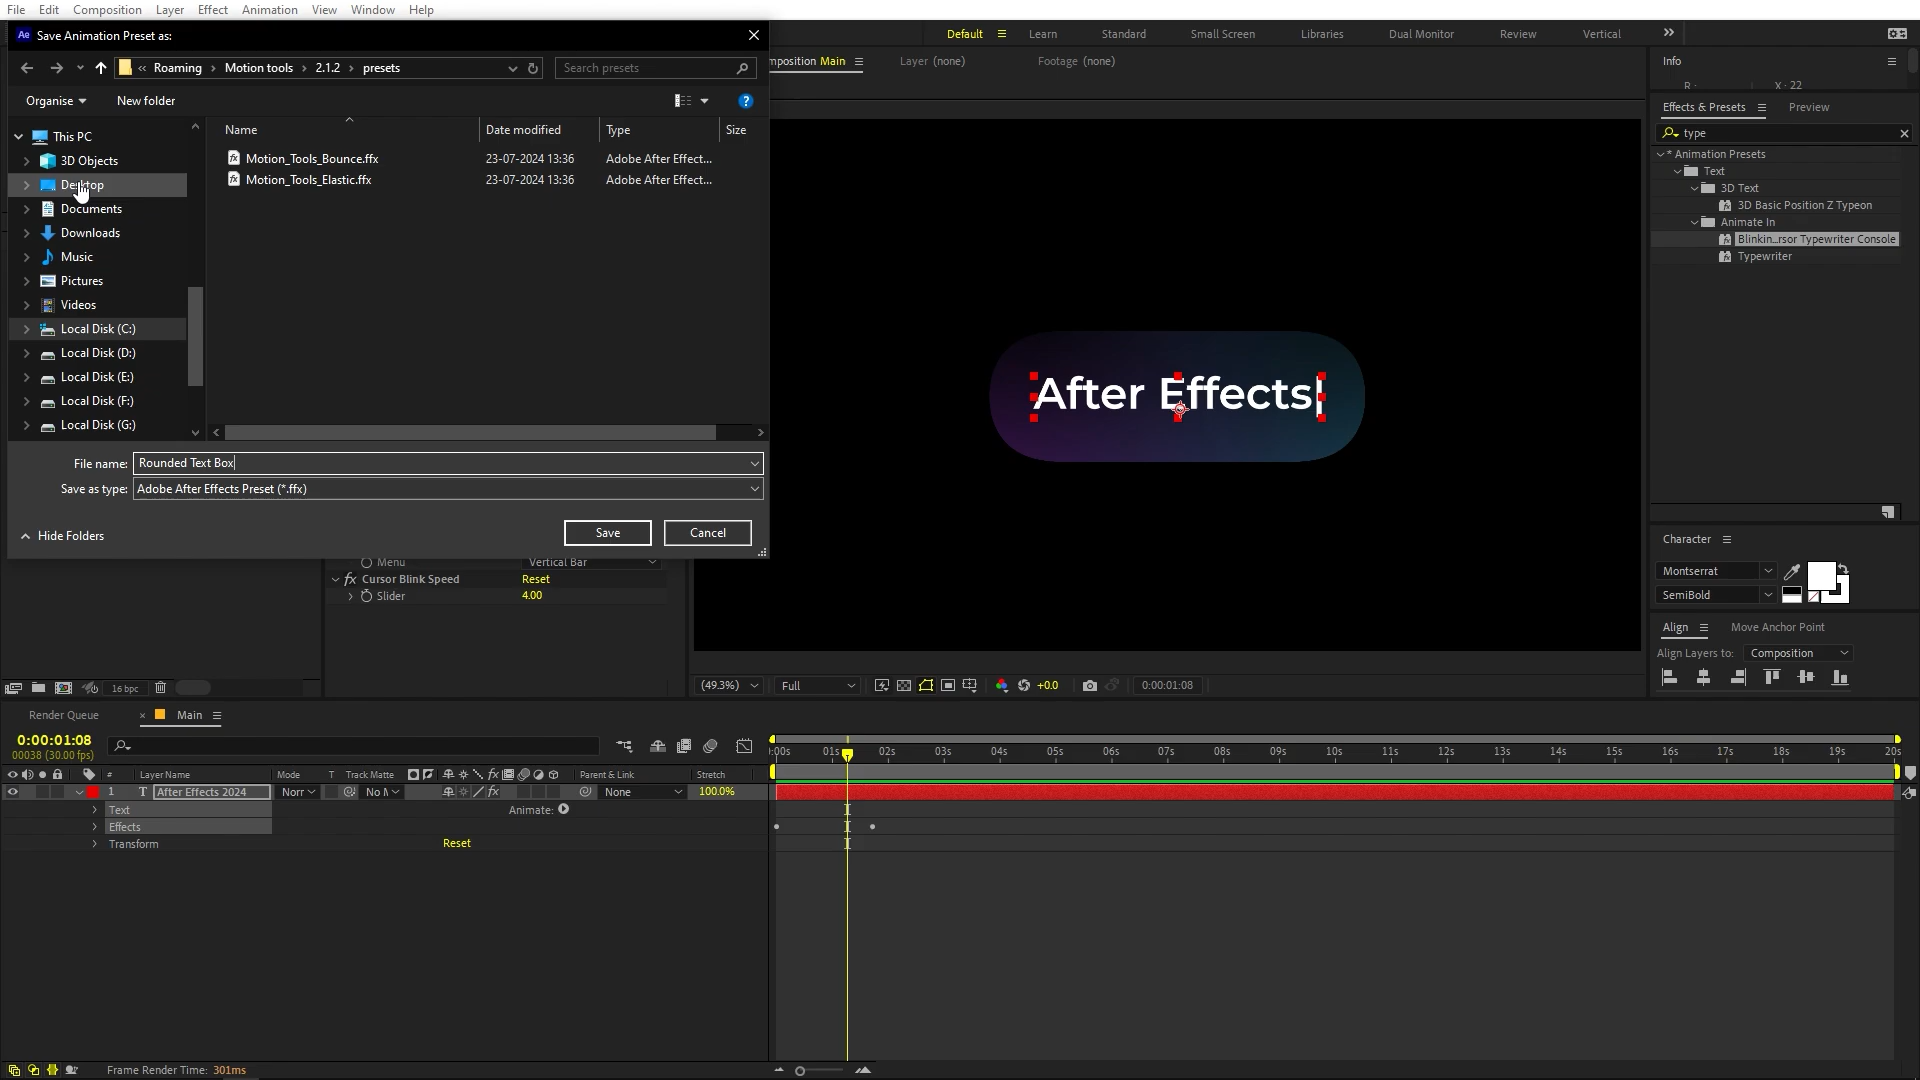 File Edit Composition Layer Effect Animation View Window Help
Ae Save Animation Preset as:
Default Learn Standard Small Screen Libraries Dual Monitor Review Vertical
« Roaming › Motion tools › 2.1.2 › presets Search presets
mposition Main Layer (none) Footage (none)
Organise New folder
Name Date modified Type Size
Motion_Tools_Bounce.ffx 23-07-2024 13:36 Adobe After Effect...
Motion_Tools_Elastic.ffx 23-07-2024 13:36 Adobe After Effect...
This PC
3D Objects
Desktop
Documents
Downloads
Music
Pictures
Videos
Local Disk (C:)
Local Disk (D:)
Local Disk (E:)
Local Disk (F:)
Local Disk (G:)
File name: Rounded Text Box
Save as type: Adobe After Effects Preset (*.ffx)
Hide Folders Save Cancel
Menu Vertical Bar
fx Cursor Blink Speed Reset
Slider 4.00
After Effects|
Info
R: X: 22
Effects & Presets Preview
type
* Animation Presets
Text
3D Text
3D Basic Position Z Typeon
Animate In
Blinkin...rsor Typewriter Console
Typewriter
Character
Montserrat
SemiBold
Align Move Anchor Point
Align Layers to: Composition
16 bpc
(49.3%) Full +0.0 0:00:01:08
Render Queue × Main
0:00:01:08
00038 (30.00 fps)
:00s 01s 02s 03s 04s 05s 06s 07s 08s 09s 10s 11s 12s 13s 14s 15s 16s 17s 18s 19s 20s
# Layer Name Mode T Track Matte fx Parent & Link Stretch
1 T After Effects 2024 Norr No M fx None 100.0%
Text Animate:
Effects
Transform Reset
Frame Render Time: 301ms